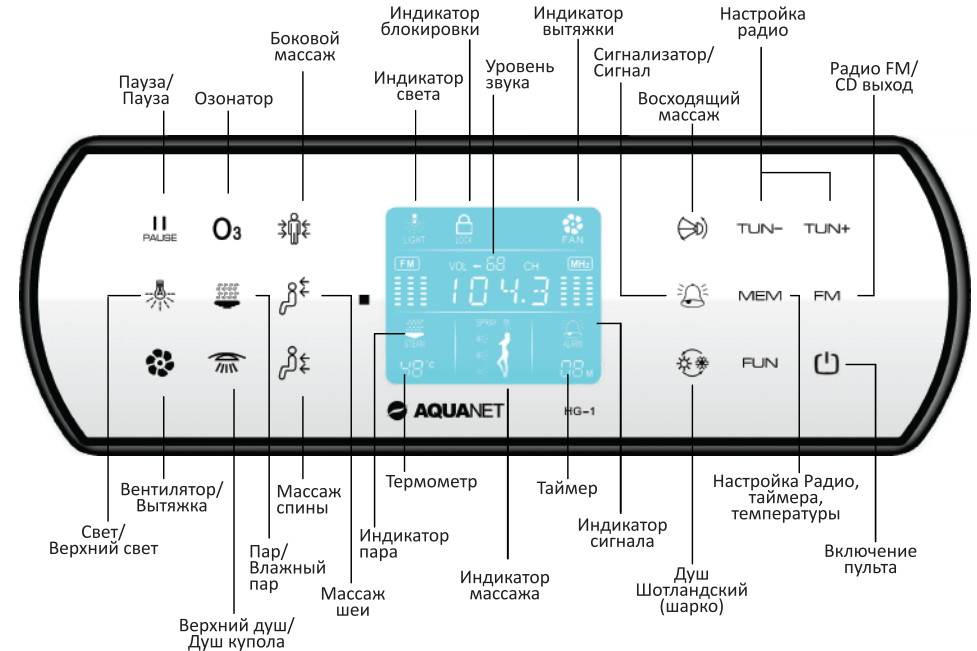 Индикатор
блокировки
Индикатор
вытяжки
Настройка
радио
Боковой
массаж
Индикатор
света
Уровень
звука
Сигнализатор/
Сигнал
Радио FM/
CD выход
Пауза/
Пауза
Озонатор
Восходящий
массаж
PAUSE
O3
LIGHT
LOCK
FAN
TUN-
TUN+
FM
VOL
68
CH
MHz
104.3
MEM
FM
STEAM
SPRAY
ALARM
48°C
08M
FUN
AQUANET
HG-1
Вентилятор/
Вытяжка
Массаж
спины
Термометр
Таймер
Настройка Радио,
таймера,
температуры
Свет/
Верхний свет
Пар/
Влажный
пар
Индикатор
пара
Индикатор
сигнала
Включение
пульта
Массаж
шеи
Индикатор
массажа
Душ
Шотландский
(шарко)
Верхний душ/
Душ купола